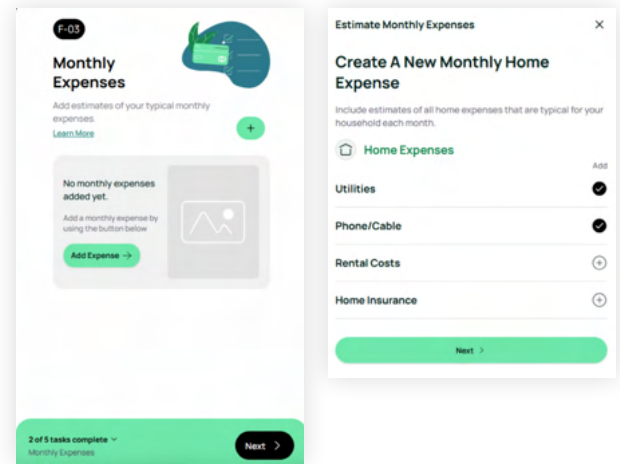 F-03
Monthly
Expenses
Add estimates of your typical monthly
expenses.
Learn More
+
No monthly expenses
added yet.
Add a monthly expense by
using the button below
Add Expense →
2 of 5 tasks complete
Monthly Expenses
Next >
Estimate Monthly Expenses
Create A New Monthly Home
Expense
Include estimates of all home expenses that are typical for your
household each month.
Home Expenses
Add
Utilities
Phone/Cable
Rental Costs
Home Insurance
Next >